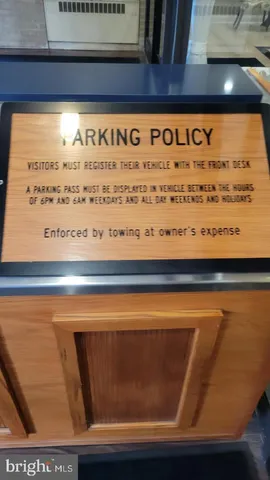 PARKING POLICY
VISITORS MUST REGISTER THEIR VEHICLE WITH THE FRONT DESK
A PARKING PASS MUST BE DISPLAYED IN VEHICLE BETWEEN THE HOURS
OF 6PM AND 6AM WEEKDAYS AND ALL DAY WEEKENDS AND HOLIDAYS
Enforced by towing at owner's expense
bright MLS